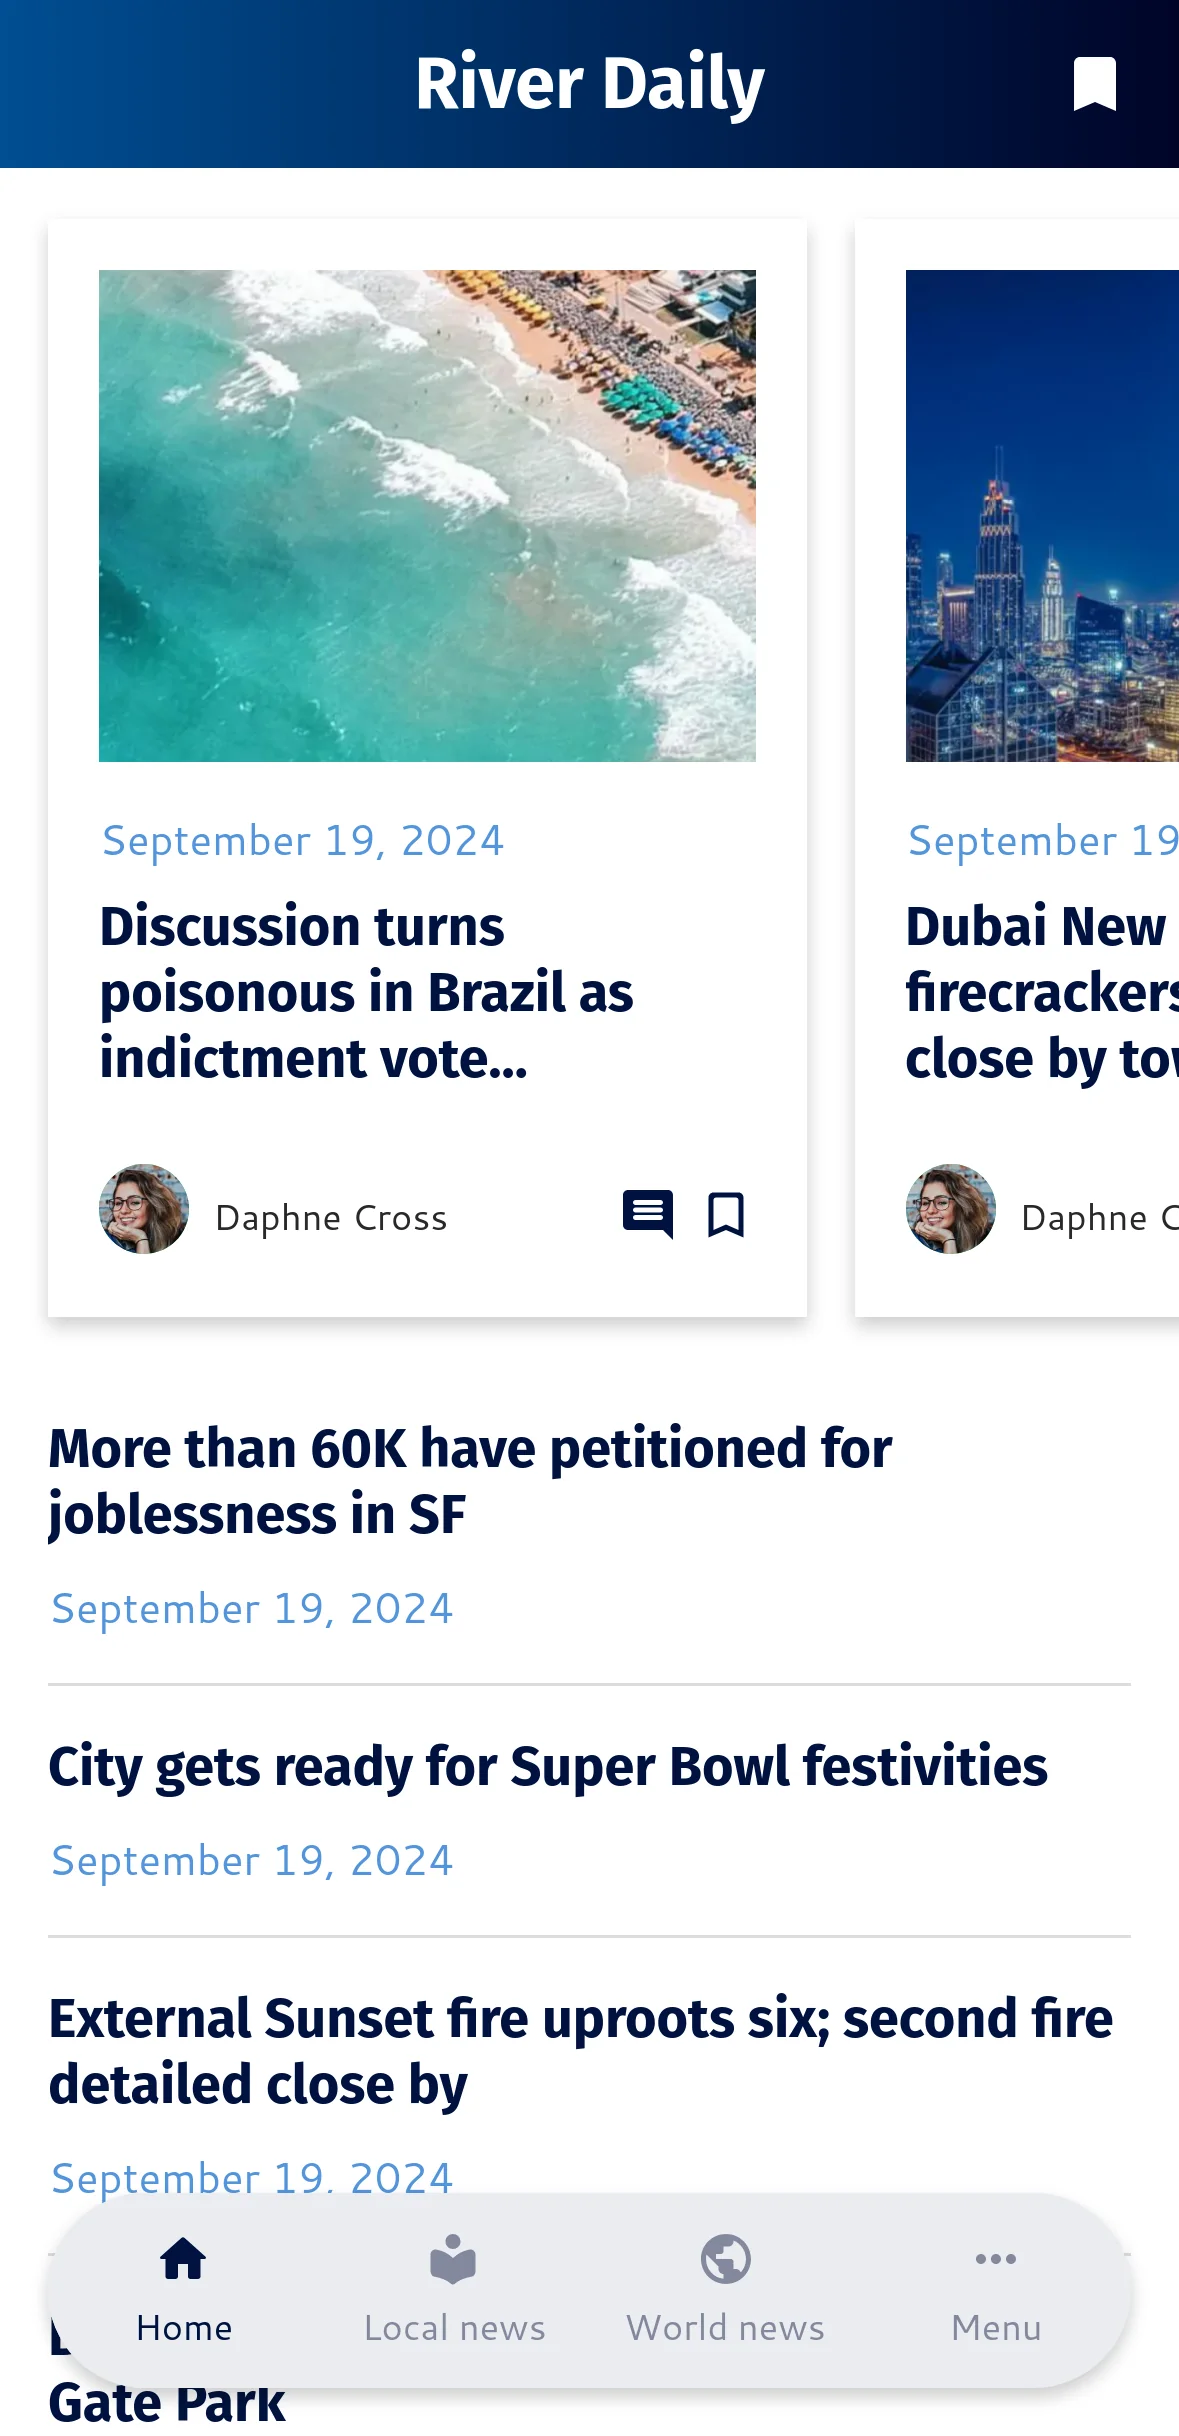 River Daily
September 19, 2024
Discussion turns
poisonous in Brazil as
indictment vote...
Daphne Cross
September 19
Dubai New
firecrackers
close by
Daphne
More than 60K have petitioned for
joblessness in SF
September 19, 2024
City gets ready for Super Bowl festivities
September 19, 2024
External Sunset fire uproots six; second fire
detailed close by
September 19, 2024
Gate Park
Home
Local news
World news
Menu